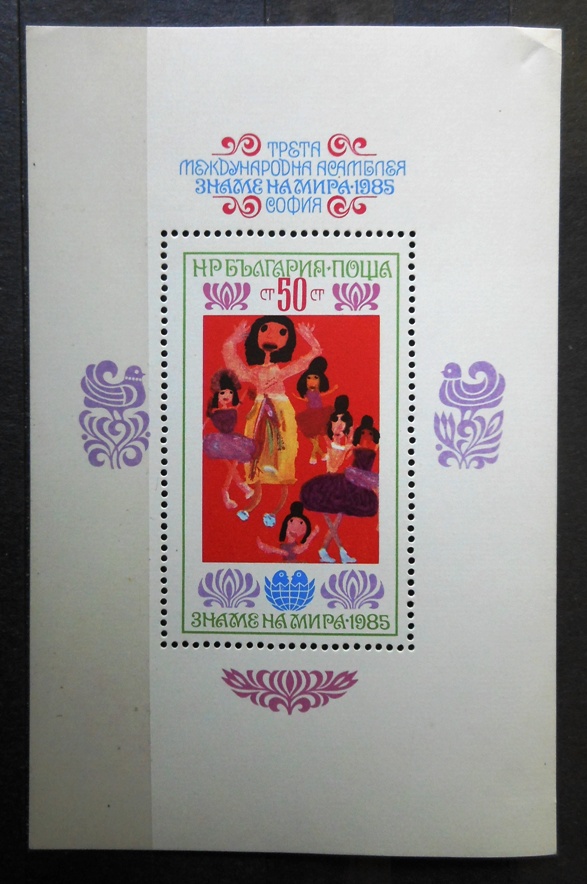 ТРЕТА
МЕЖДУНАРОДНА АСАМБЛЕЯ
ЗНАМЕ НА МИРА·1985
СОФИЯ
НР БЪЛГАРИЯ·ПОЩА
СТ 50 СТ
ЗНАМЕ НА МИРА·1985